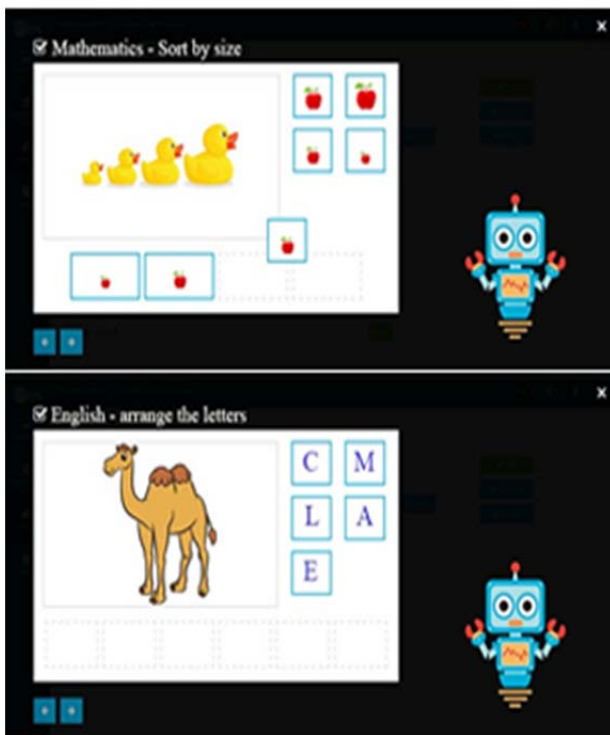 x
Mathematics - Sort by size
x
English - arrange the letters
C M
L A
E